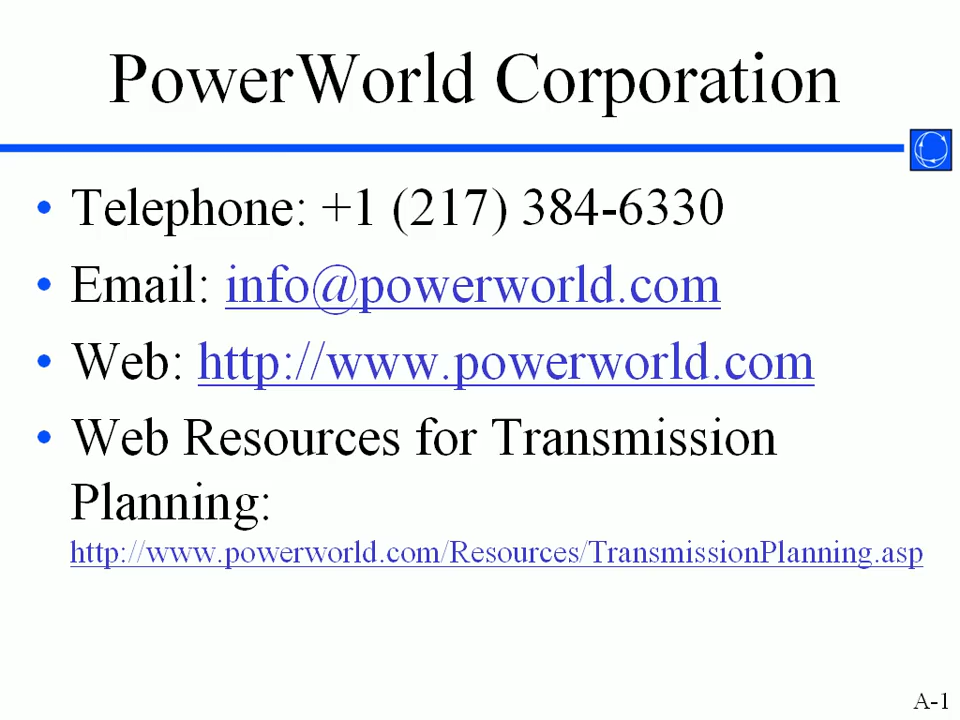 PowerWorld Corporation
• Telephone: +1 (217) 384-6330
• Email: info@powerworld.com
• Web: http://www.powerworld.com
• Web Resources for Transmission
Planning:
http://www.powerworld.com/Resources/TransmissionPlanning.asp
A-1